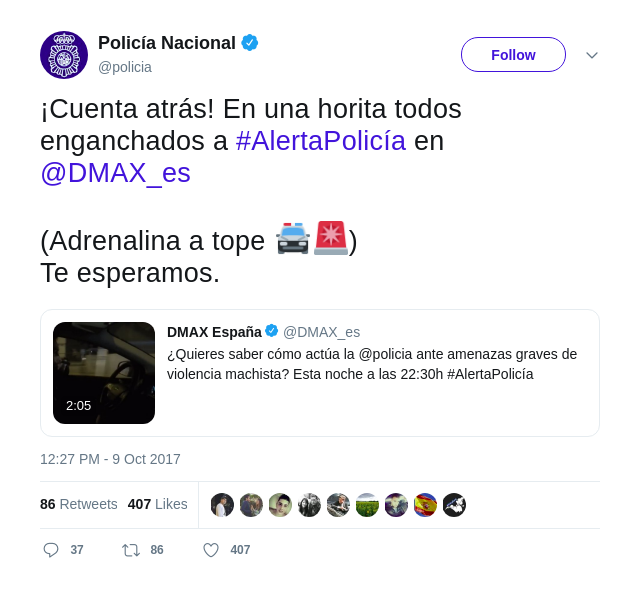 Policía Nacional
@policia
Follow
¡Cuenta atrás! En una horita todos
enganchados a #AlertaPolicía en
@DMAX_es
(Adrenalina a tope 🚔🚨)
Te esperamos.
DMAX España @DMAX_es
¿Quieres saber cómo actúa la @policia ante amenazas graves de
violencia machista? Esta noche a las 22:30h #AlertaPolicía
2:05
12:27 PM - 9 Oct 2017
86 Retweets 407 Likes
37 86 407